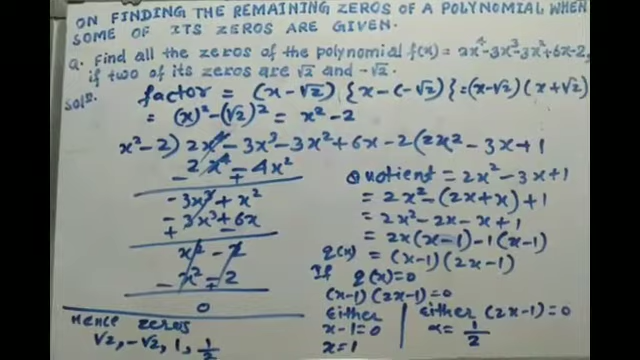 ON FINDING THE REMAINING ZEROS OF A POLYNOMIAL WHEN
SOME OF ITS ZEROS ARE GIVEN.
Q. Find all the zeros of the polynomial f(x) = 2x⁴-3x³-3x²+6x-2,
if two of its zeros are √2 and -√2.
Solⁿ.
factor = (x-√2) {x-(-√2)} = (x-√2) (x+√2)
= (x)²-(√2)² = x²-2
x²-2) 2x⁴-3x³-3x²+6x-2 (2x²-3x+1
2x⁴-4x²
- +
-3x³+x²
-3x³+6x
+ -
x²-2
x²-2
- +
0
Hence zeros
√2, -√2, 1, 1/2
Quotient = 2x²-3x+1
= 2x²-(2x+x)+1
= 2x²-2x-x+1
= 2x(x-1)-1(x-1)
q(x) = (x-1)(2x-1)
If q(x)=0
(x-1)(2x-1)=0
either
x-1=0
x=1
either (2x-1)=0
x = 1/2